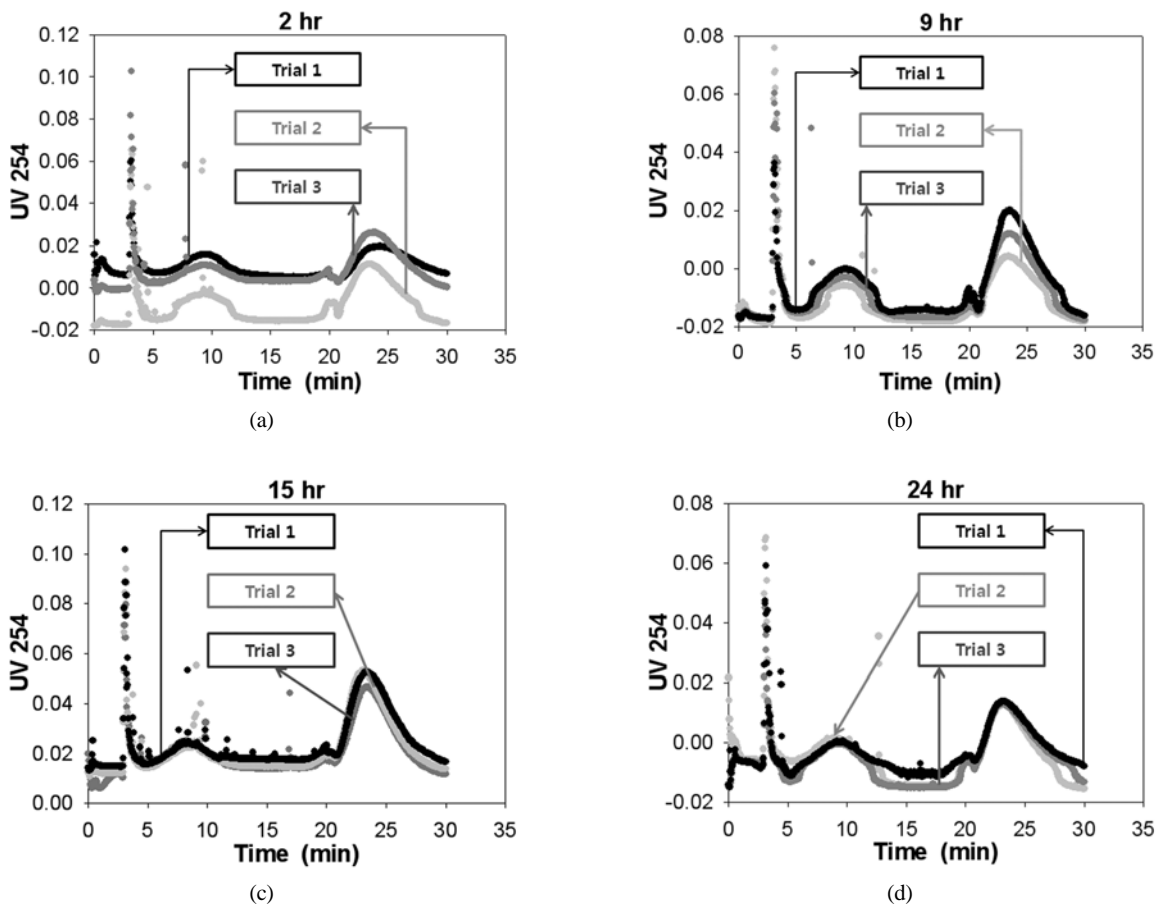 2 hr
0.12
0.10
0.08
0.06
0.04
0.02
0.00
-0.02
UV 254
Trial 1
Trial 2
Trial 3
0 5 10 15 20 25 30 35
Time (min)
(a)
9 hr
0.08
0.06
0.04
0.02
0.00
-0.02
UV 254
Trial 1
Trial 2
Trial 3
0 5 10 15 20 25 30 35
Time (min)
(b)
15 hr
0.12
0.10
0.08
0.06
0.04
0.02
0.00
UV 254
Trial 1
Trial 2
Trial 3
0 5 10 15 20 25 30 35
Time (min)
(c)
24 hr
0.08
0.06
0.04
0.02
0.00
-0.02
UV 254
Trial 1
Trial 2
Trial 3
0 5 10 15 20 25 30 35
Time (min)
(d)